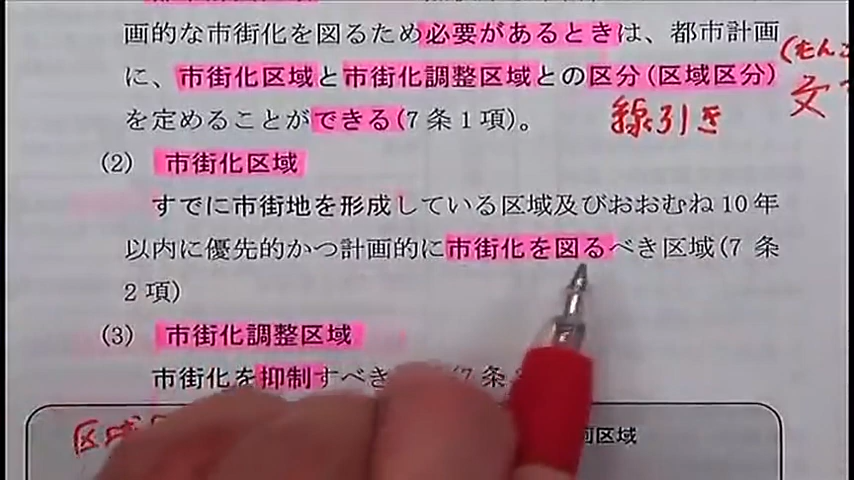 画的な市街化を図るため必要があるときは、都市計画
に、市街化区域と市街化調整区域との区分(区域区分)
を定めることができる(7条1項)。
線引き
(2) 市街化区域
すでに市街地を形成している区域及びおおむね10年
以内に優先的かつ計画的に市街化を図るべき区域(7条
2項)
(3) 市街化調整区域
市街化を抑制すべき
7条
区域
区域